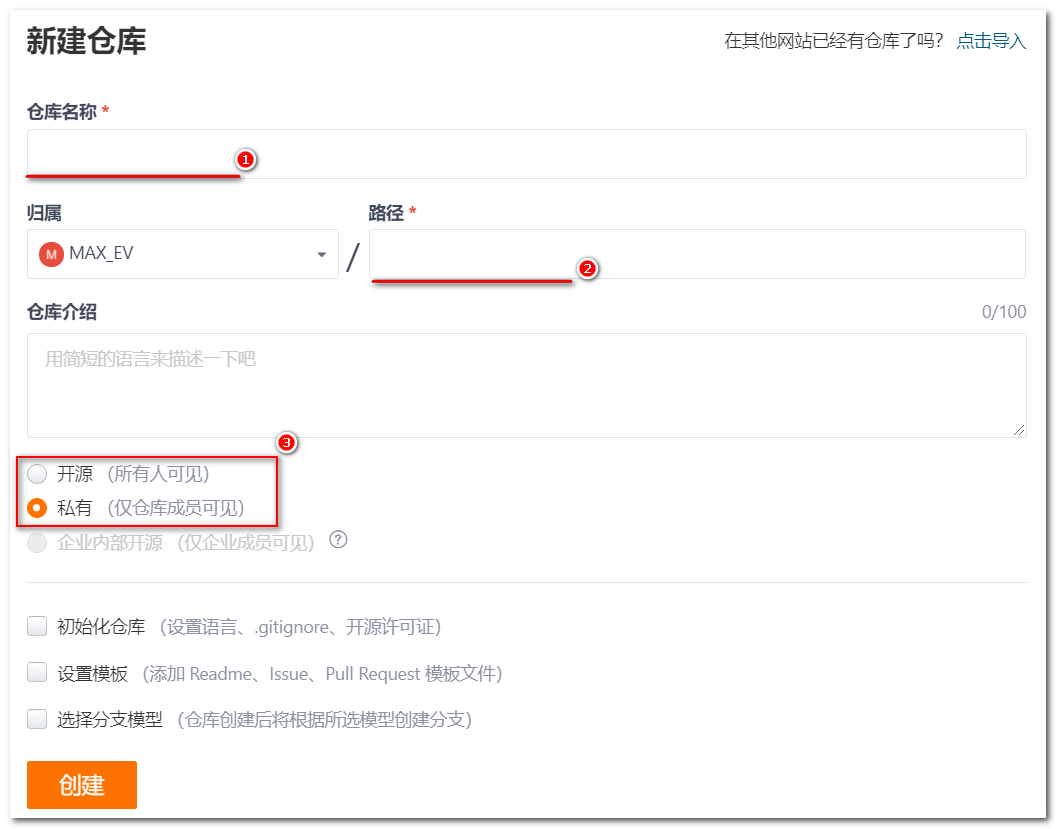 新建仓库
在其他网站已经有仓库了吗? 点击导入
仓库名称 *
1
归属
路径 *
M MAX_EV
/
2
仓库介绍
0/100
用简短的语言来描述一下吧
3
开源 (所有人可见)
私有 (仅仓库成员可见)
企业内部开源 (仅企业成员可见) ?
初始化仓库 (设置语言、.gitignore、开源许可证)
设置模板 (添加 Readme、Issue、Pull Request 模板文件)
选择分支模型 (仓库创建后将根据所选模型创建分支)
创建